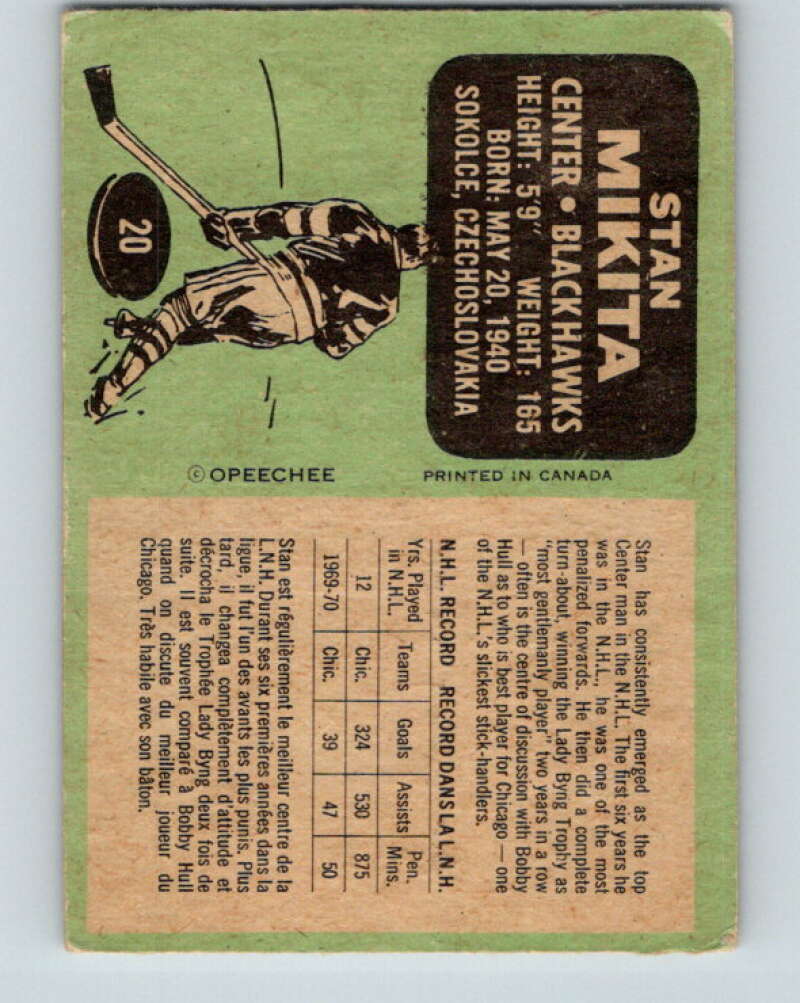 STAN
MIKITA
CENTER • BLACK HAWKS
HEIGHT: 5'9" WEIGHT: 165
BORN: MAY 20, 1940
SOKOLCE, CZECHOSLOVAKIA
20
© OPEECHEE PRINTED IN CANADA
Stan has consistently emerged as the top
Center man in the N.H.L. The first six years he
was in the N.H.L., he was one of the most
penalized forwards. He then did a complete
turn-about, winning the Lady Byng Trophy as
"most gentlemanly player" two years in a row
— often is the centre of discussion with Bobby
Hull as to who is best player for Chicago — one
of the N.H.L.'s slickest stick-handlers.
N.H.L. RECORD RECORD DANS LA L.N.H.
Yrs. Played in N.H.L. Teams Goals Assists Pen. Mins.
12 Chic. 324 530 875
1969-70 Chic. 39 47 50
Stan est régulièrement le meilleur centre de la
L.N.H. Durant ses six premières années dans la
ligue, il fut l'un des avants les plus punis. Plus
tard, il changea complètement d'attitude et
décrocha le Trophée Lady Byng deux fois de
suite. Il est souvent comparé à Bobby Hull
quand on discute du meilleur joueur du
Chicago. Très habile avec son bâton.